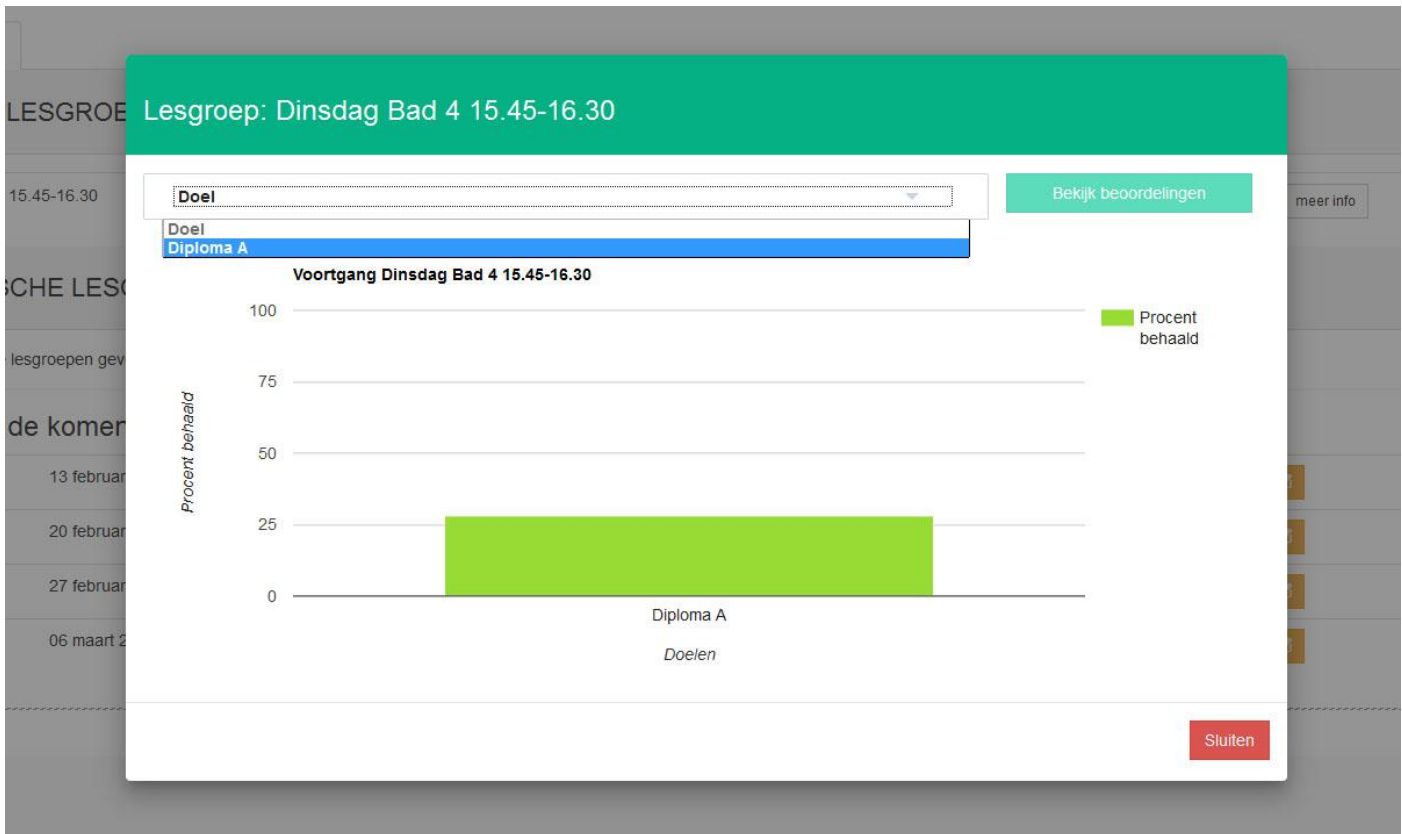 LESGROE
Lesgroep: Dinsdag Bad 4 15.45-16.30
15.45-16.30
Doel
Bekijk beoordelingen
meer info
Doel
Diploma A
Voortgang Dinsdag Bad 4 15.45-16.30
SCHE LES
100
Procent
behaald
lesgroepen gev
75
Procent behaald
de komen
50
13 februar
25
20 februar
27 februar
0
Diploma A
06 maart 2
Doelen
Sluiten